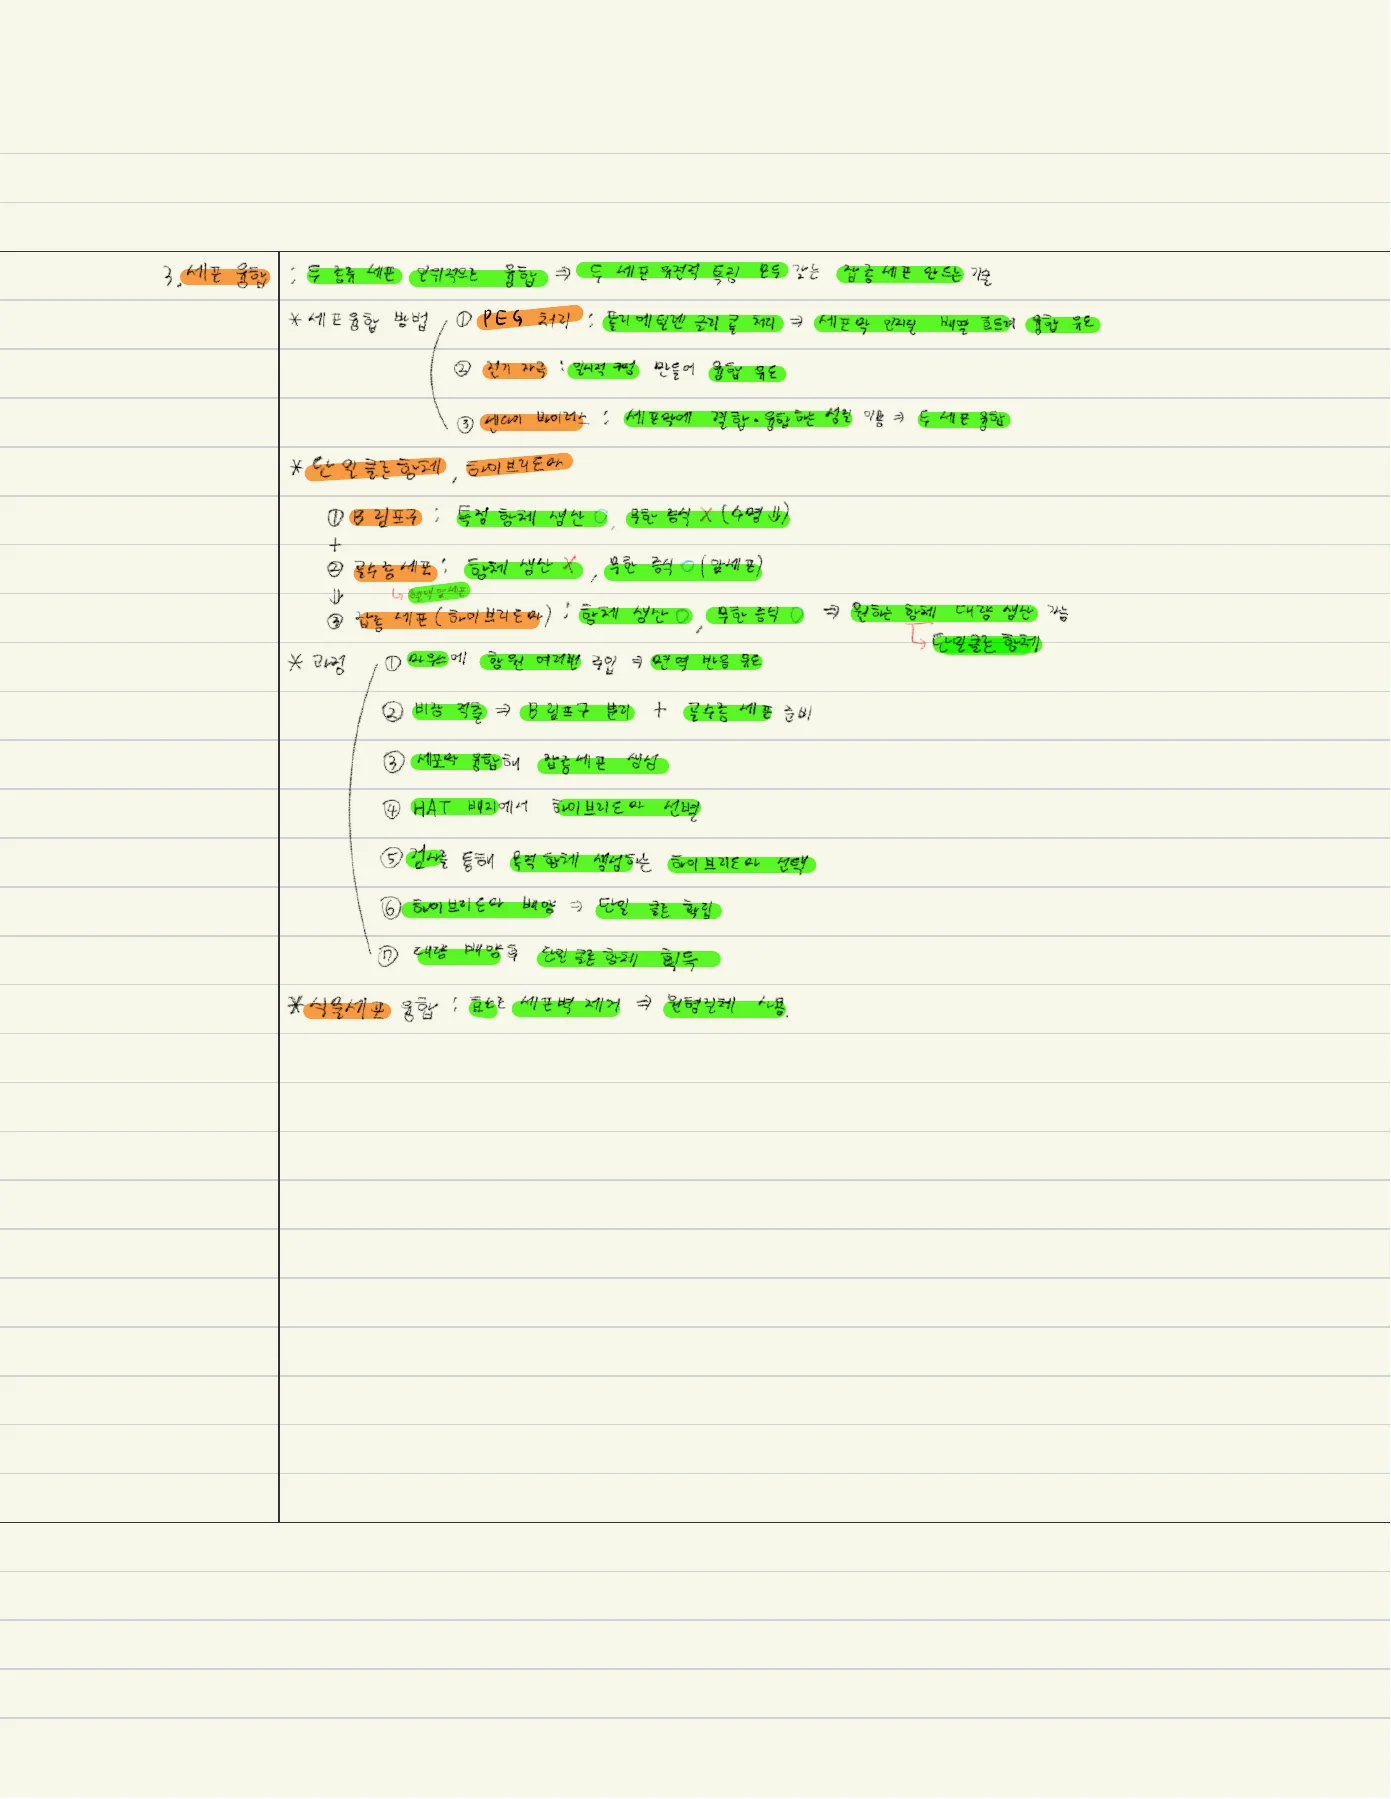 3. 세포 융합 : 두 종류 세포 인위적으로 융합 ⇒ 두 세포 유전적 특징 모두 갖는 잡종세포 만드는 기술
* 세포융합 방법 ① PEG 처리 : 폴리에틸렌 글리콜 처리 ⇒ 세포막 인지질 배열 흐트려 융합 유도
② 전기 자극 : 일시적 구멍 만들어 융합 유도
③ 센다이 바이러스 : 세포막에 결합·융합하는 성질 이용 ⇒ 두 세포 융합
* 단일클론항체, 하이브리도마
① B 림프구 : 특정 항체 생산 O, 무한 증식 X (수명 ⇓)
+
② 골수종세포 : 항체 생산 X, 무한 증식 O (암세포)
⇓ ↳
③ 잡종 세포 (하이브리도마) : 항체 생산 O, 무한 증식 O ⇒ 원하는 항체 대량 생산 가능
↳ 단일클론 항체
* 과정 ① 마우스에 항원 여러번 주입 ⇒ 면역 반응 유도
② 비장 적출 ⇒ B 림프구 분리 + 골수종 세포 준비
③ 세포막 융합해 잡종세포 생성
④ HAT 배지에서 하이브리도마 선별
⑤ 검사를 통해 목적 항체 생성하는 하이브리도마 선택
⑥ 하이브리도마 배양 ⇒ 단일 클론 확립
⑦ 대량 배양 후 단일클론 항체 획득
* 식물세포 융합 : 효소로 세포벽 제거 ⇒ 원형질체 사용.